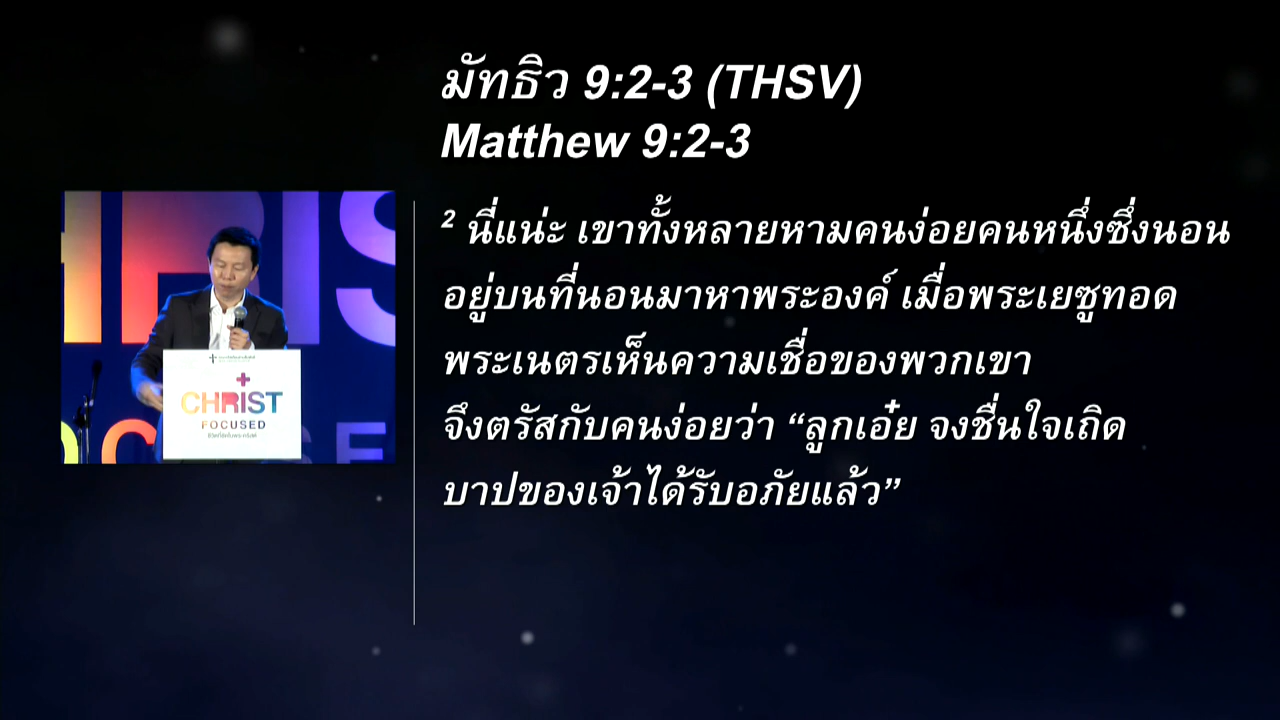 มัทธิว 9:2-3 (THSV)
Matthew 9:2-3
² นี่แน่ะ เขาทั้งหลายหามคนง่อยคนหนึ่งซึ่งนอน
อยู่บนที่นอนมาหาพระองค์ เมื่อพระเยซูทอด
พระเนตรเห็นความเชื่อของพวกเขา
จึงตรัสกับคนง่อยว่า “ลูกเอ๋ย จงชื่นใจเถิด
บาปของเจ้าได้รับอภัยแล้ว”
HRIS
OCUSE
CHRIST
FOCUSED